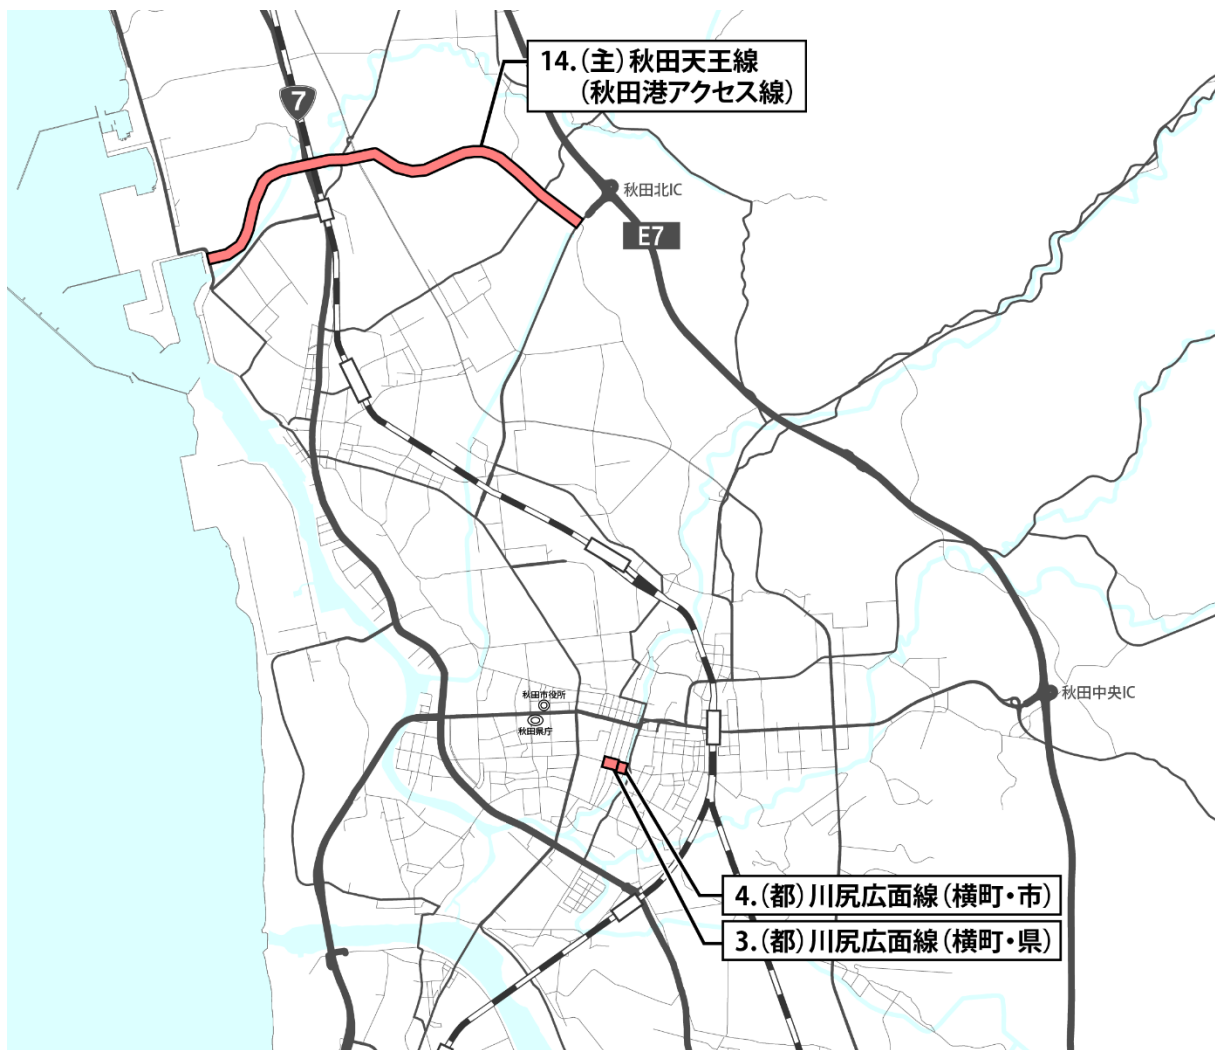 14.(主)秋田天王線
(秋田港アクセス線)
7
秋田北IC
E7
秋田市役所
秋田県庁
秋田中央IC
4.(都)川尻広面線(横町・市)
3.(都)川尻広面線(横町・県)